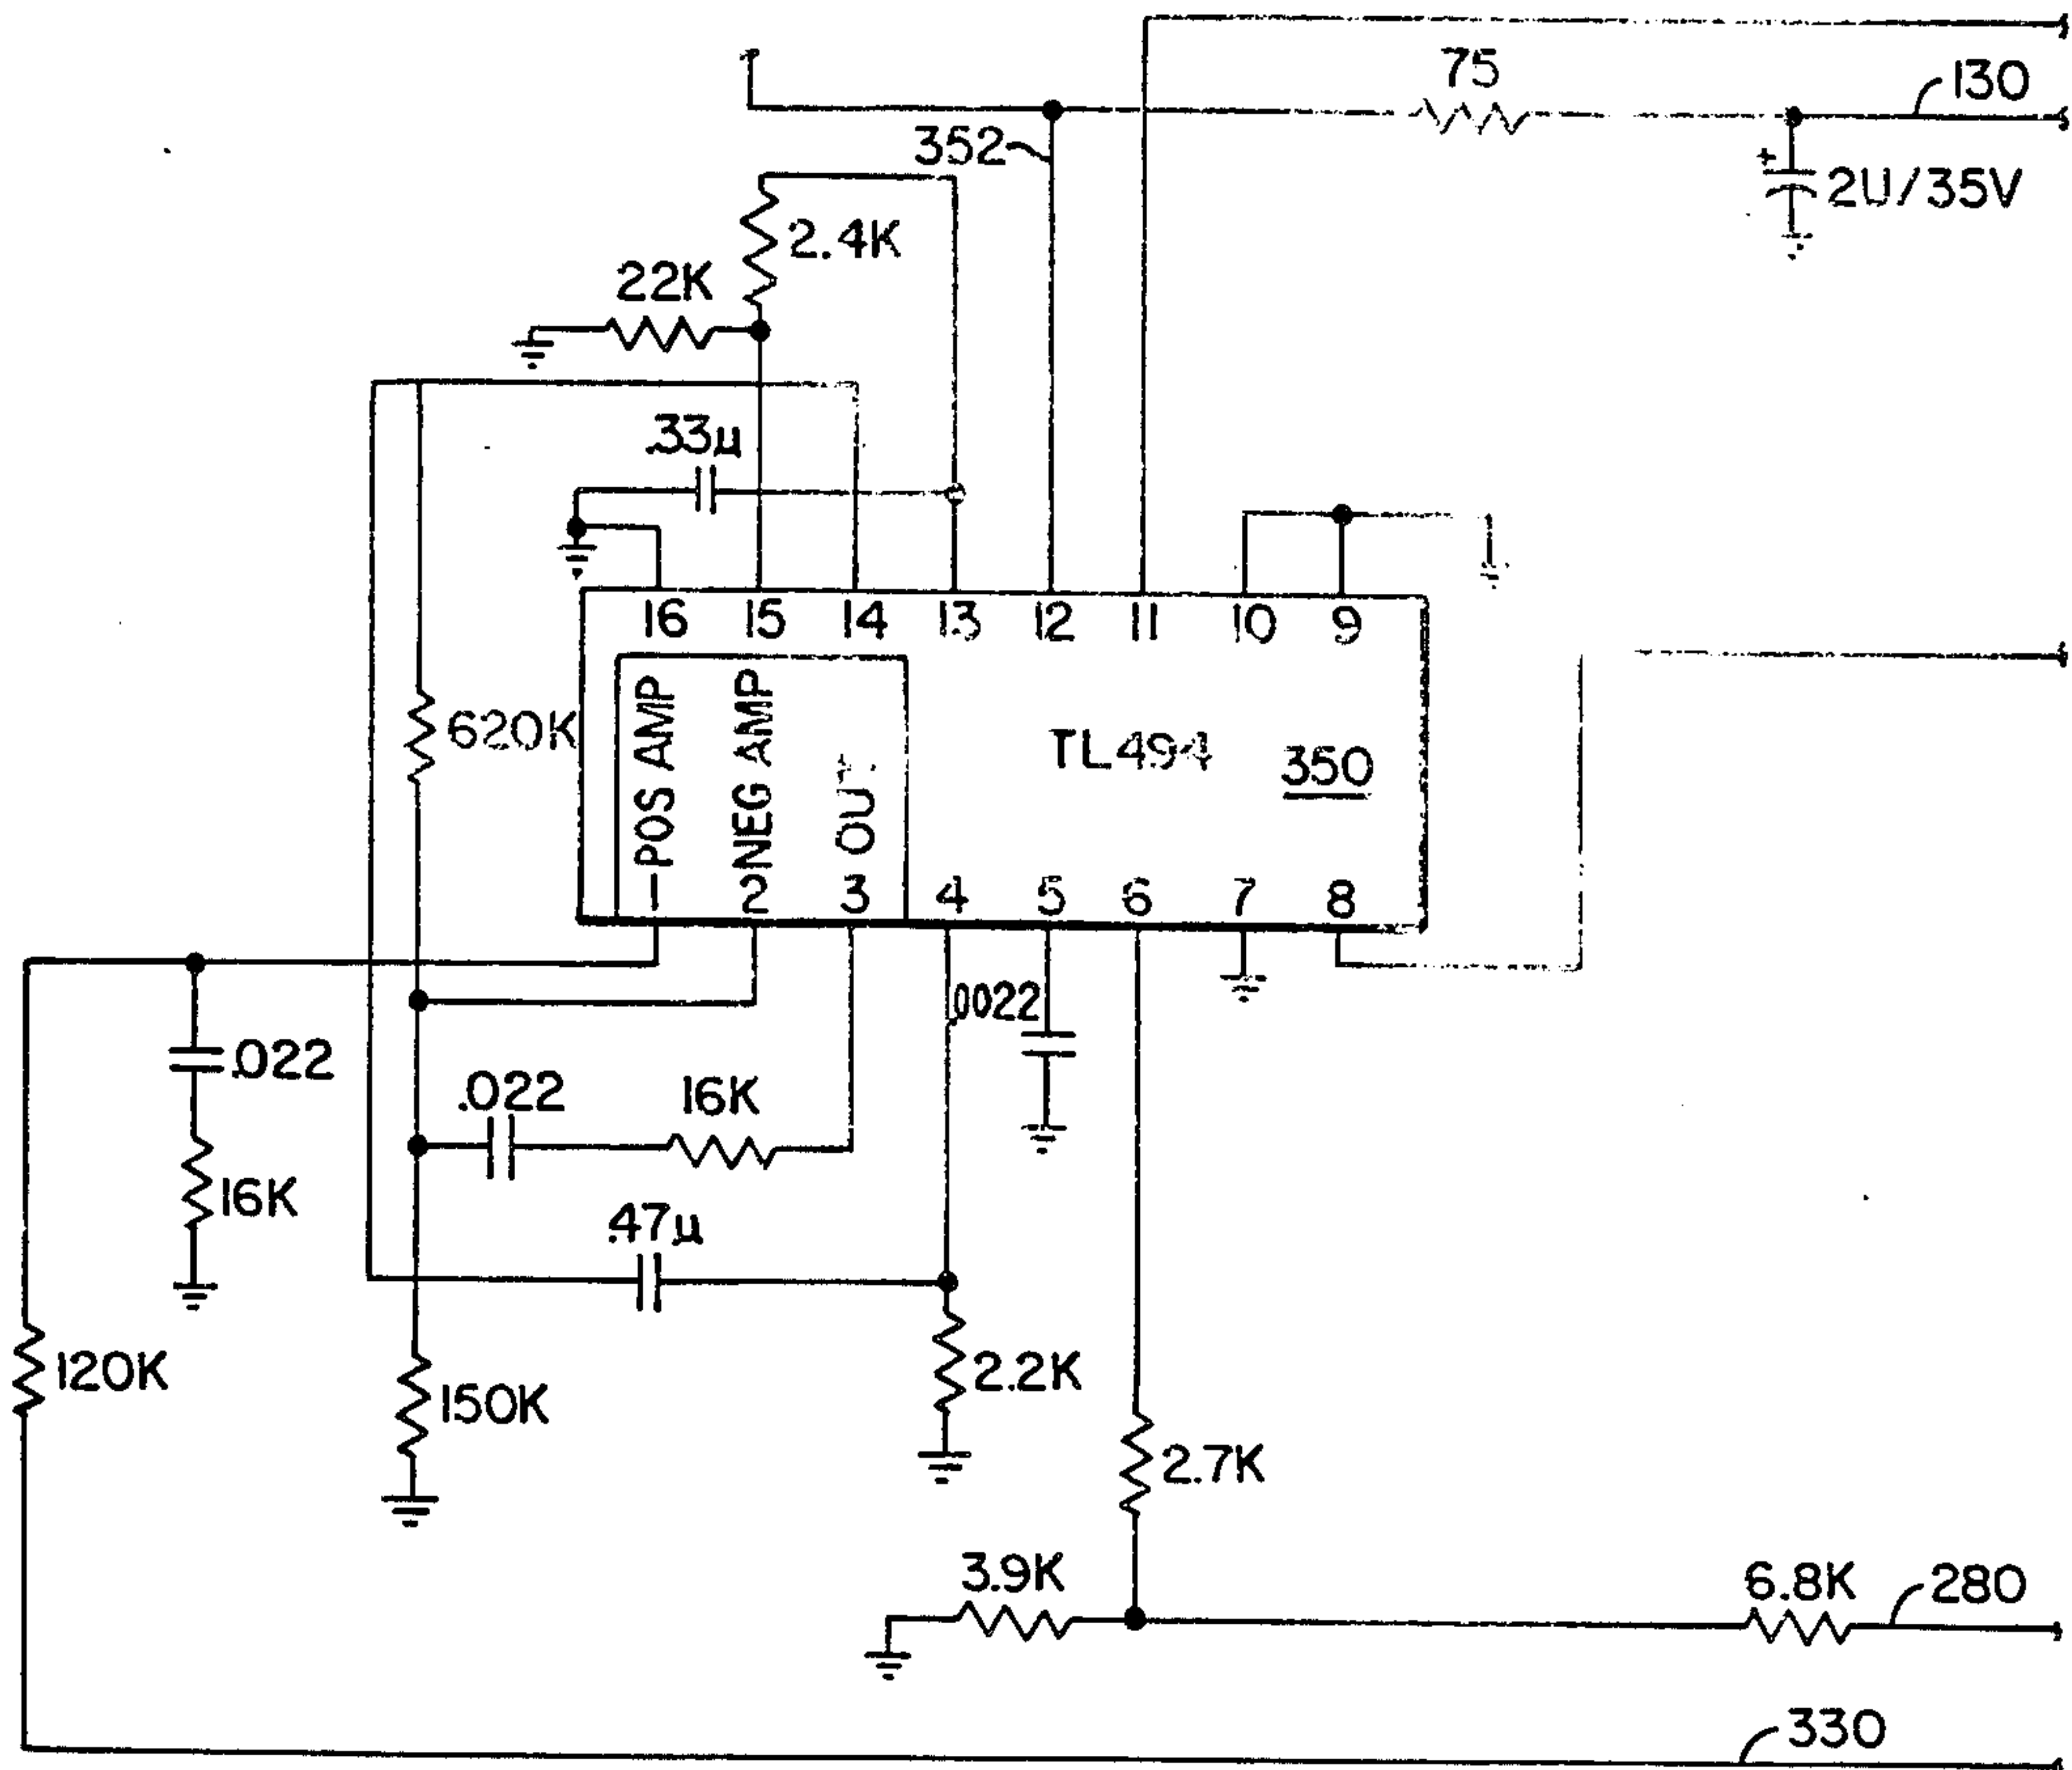 75
130
352
2U/35V
2.4K
22K
.33µ
16 15 14 13 12 11 10 9
620K
POS AMP
NEG AMP
OUT
TL494
350
1 2 3 4 5 6 7 8
.0022
.022
.022
16K
16K
.47µ
120K
2.2K
150K
2.7K
3.9K
6.8K
280
330